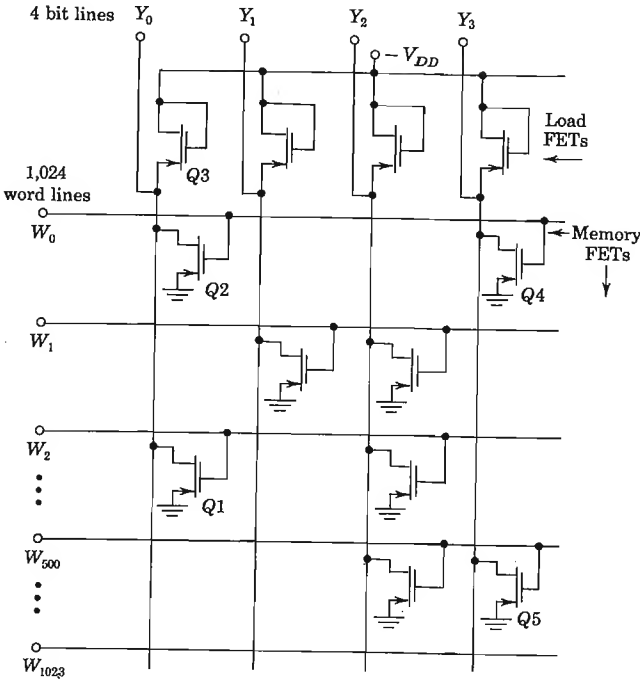 4 bit lines Y0 Y1 Y2 Y3
−VDD
Load
FETs
Q3
1,024
word lines
W0
Memory
FETs
Q2
Q4
W1
W2
Q1
W500
Q5
W1023